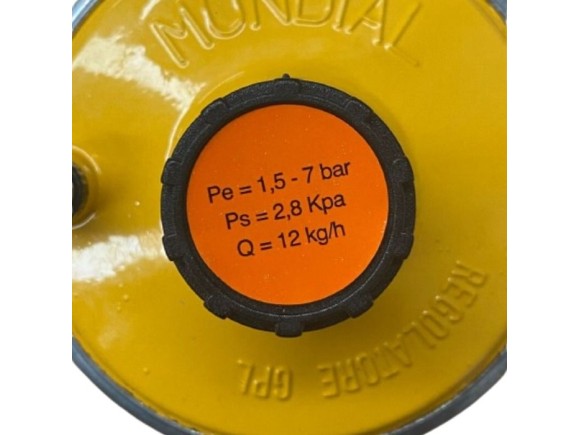 MONDIAL
Pe = 1,5 - 7 bar
Ps = 2,8 Kpa
Q = 12 kg/h
REGOLATORE GPL